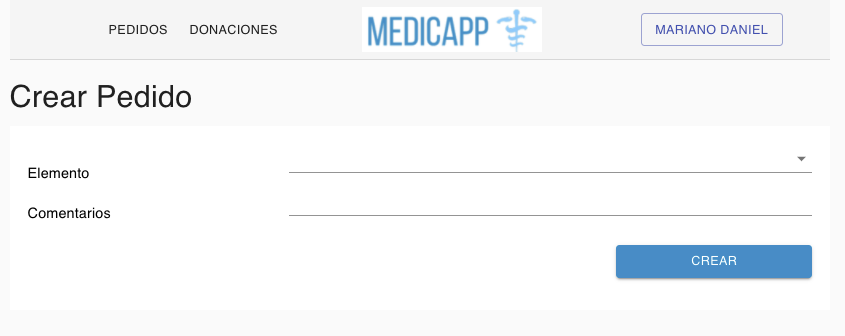 PEDIDOS DONACIONES MEDICAPP MARIANO DANIEL
Crear Pedido
Elemento
Comentarios
CREAR